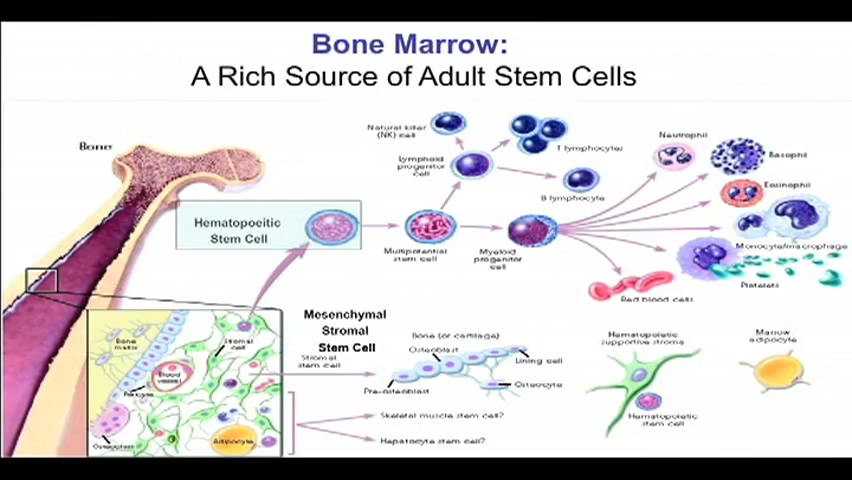 Bone Marrow:
A Rich Source of Adult Stem Cells
Bone
Natural killer
(NK) cell
T lymphocytes
Lymphoid
progenitor
cell
B lymphocyte
Neutrophil
Basophil
Eosinophil
Monocyte/macrophage
Platelets
Red blood cells
Hematopoeitic
Stem Cell
Multipotential
stem cell
Myeloid
progenitor
cell
Mesenchymal
Stromal
Stem Cell
Stromal
stem cell
Bone (or cartilage)
Osteoblast
Lining cell
Pre-osteoblast
Osteocyte
Skeletal muscle stem cell?
Hepatocyte stem cell?
Hematopoietic
supportive stroma
Hematopoietic
stem cell
Marrow
adipocyte
Bone
matrix
Stromal
cell
Blood
vessel
Pericyte
Osteoclast
Adipocyte